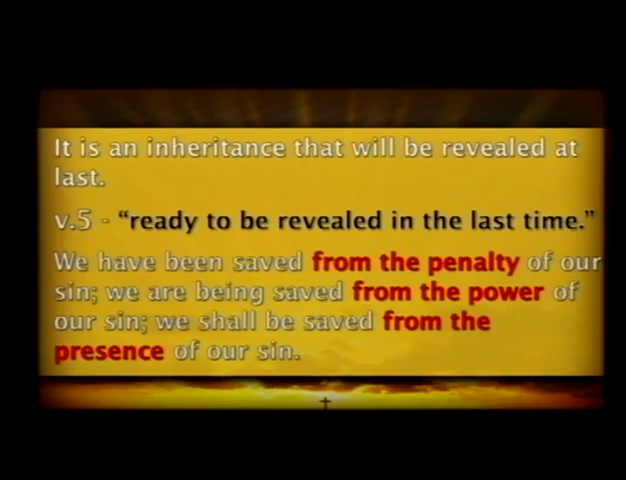 It is an inheritance that will be revealed at
last.
v.5 - “ready to be revealed in the last time.”
We have been saved from the penalty of our
sin; we are being saved from the power of
our sin; we shall be saved from the
presence of our sin.